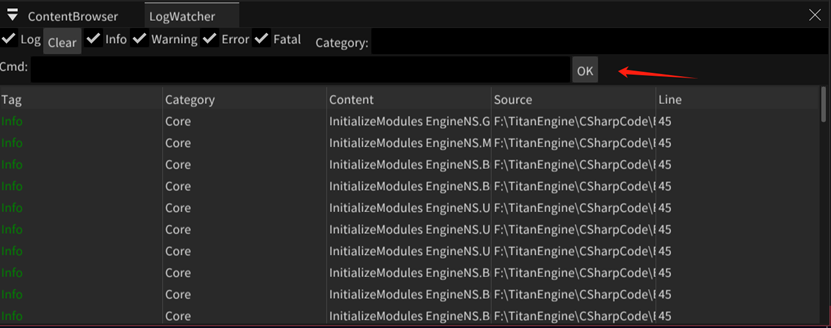 ContentBrowser LogWatcher
Log Clear Info Warning Error Fatal Category:
Cmd: OK
Tag Category Content Source Line
Info Core InitializeModules EngineNS.G F:\TitanEngine\CSharpCode\ 45
Info Core InitializeModules EngineNS.M F:\TitanEngine\CSharpCode\ 45
Info Core InitializeModules EngineNS.B F:\TitanEngine\CSharpCode\ 45
Info Core InitializeModules EngineNS.B F:\TitanEngine\CSharpCode\ 45
Info Core InitializeModules EngineNS.U F:\TitanEngine\CSharpCode\ 45
Info Core InitializeModules EngineNS.U F:\TitanEngine\CSharpCode\ 45
Info Core InitializeModules EngineNS.U F:\TitanEngine\CSharpCode\ 45
Info Core InitializeModules EngineNS.B F:\TitanEngine\CSharpCode\ 45
Info Core InitializeModules EngineNS.B F:\TitanEngine\CSharpCode\ 45
Info Core InitializeModules EngineNS.B F:\TitanEngine\CSharpCode\ 45